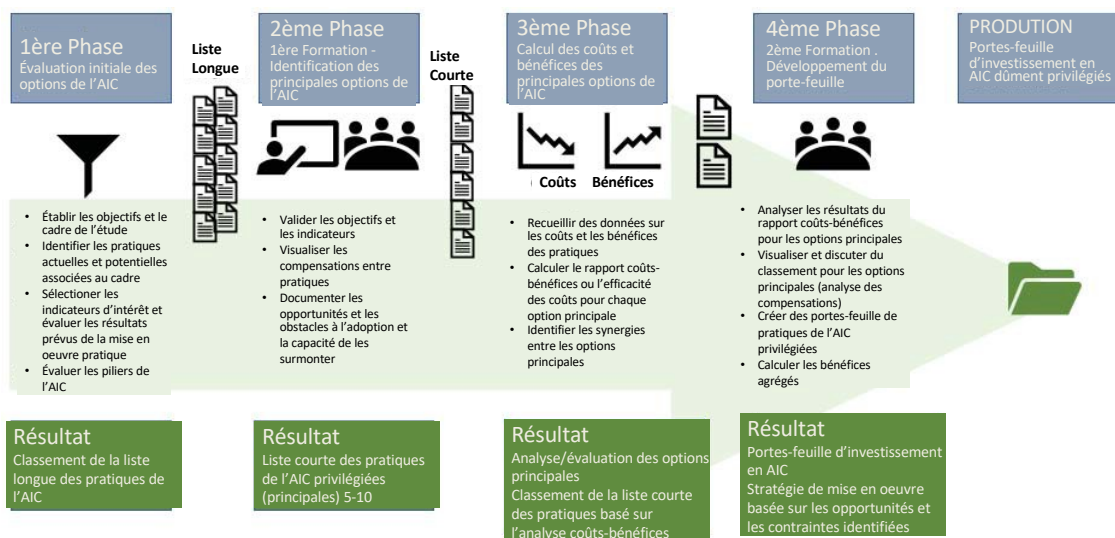 1ère Phase
Évaluation initiale des
options de l'AIC
Liste
Longue
2ème Phase
1ère Formation -
Identification des
principales options de
l'AIC
Liste
Courte
3ème Phase
Calcul des coûts et
bénéfices des
principales options de
l'AIC
4ème Phase
2ème Formation .
Développement du
porte-feuille
PRODUTION
Portes-feuille
d'investissement en
AIC dûment privilégiés
Coûts
Bénéfices
• Établir les objectifs et le
cadre de l'étude
• Identifier les pratiques
actuelles et potentielles
associées au cadre
• Sélectioner les
indicateurs d'intérêt et
évaluer les résultats
prévus de la mise en
oeuvre pratique
• Évaluer les piliers de
l'AIC
• Valider les objectifs et
les indicateurs
• Visualiser les
compensations entre
pratiques
• Documenter les
opportunités et les
obstacles à l'adoption et
la capacité de les
surmonter
• Recueillir des données sur
les coûts et les bénéfices
des pratiques
• Calculer le rapport coûts-
bénéfices ou l'efficacité
des coûts pour chaque
option principale
• Identifier les synergies
entre les options
principales
• Analyser les résultats du
rapport coûts-bénéfices
pour les options principales
• Visualiser et discuter du
classement pour les options
principales (analyse des
compensations)
• Créer des portes-feuille de
pratiques de l'AIC
privilégiées
• Calculer les bénéfices
agrégés
Résultat
Classement de la liste
longue des pratiques de
l'AIC
Résultat
Liste courte des pratiques
de l'AIC privilégiées
(principales) 5-10
Résultat
Analyse/évaluation des options
principales
Classement de la liste courte
des pratiques basé sur
l'analyse coûts-bénéfices
Résultat
Portes-feuille d'investissement
en AIC
Stratégie de mise en oeuvre
basée sur les opportunités et
les contraintes identifiées